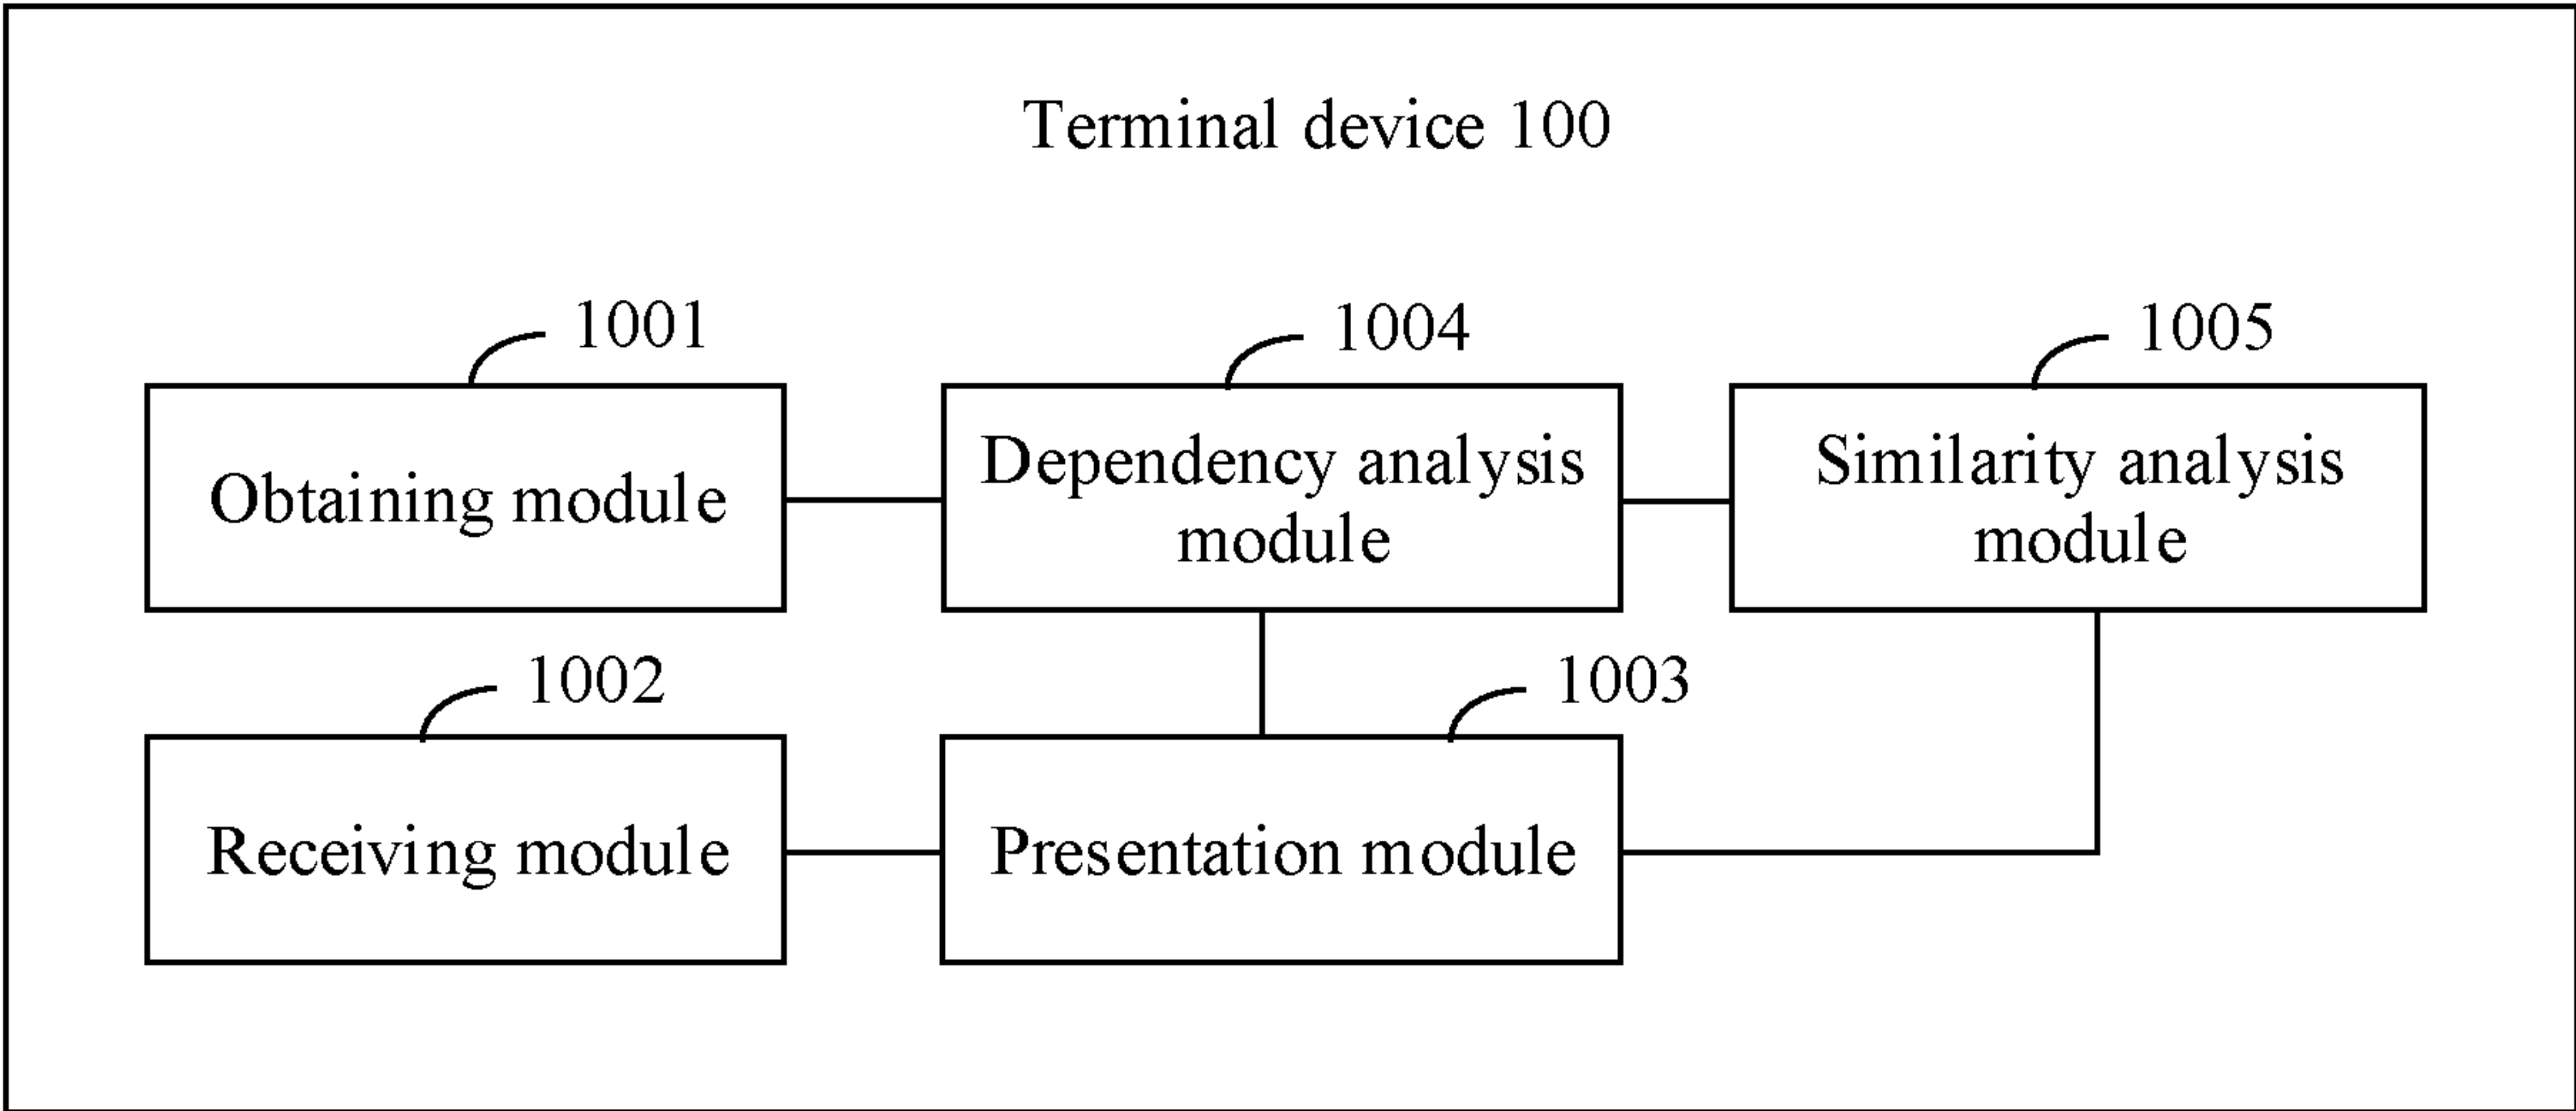 Terminal device 100
1001
1004
1005
Obtaining module
Dependency analysis
module
Similarity analysis
module
1002
1003
Receiving module
Presentation module